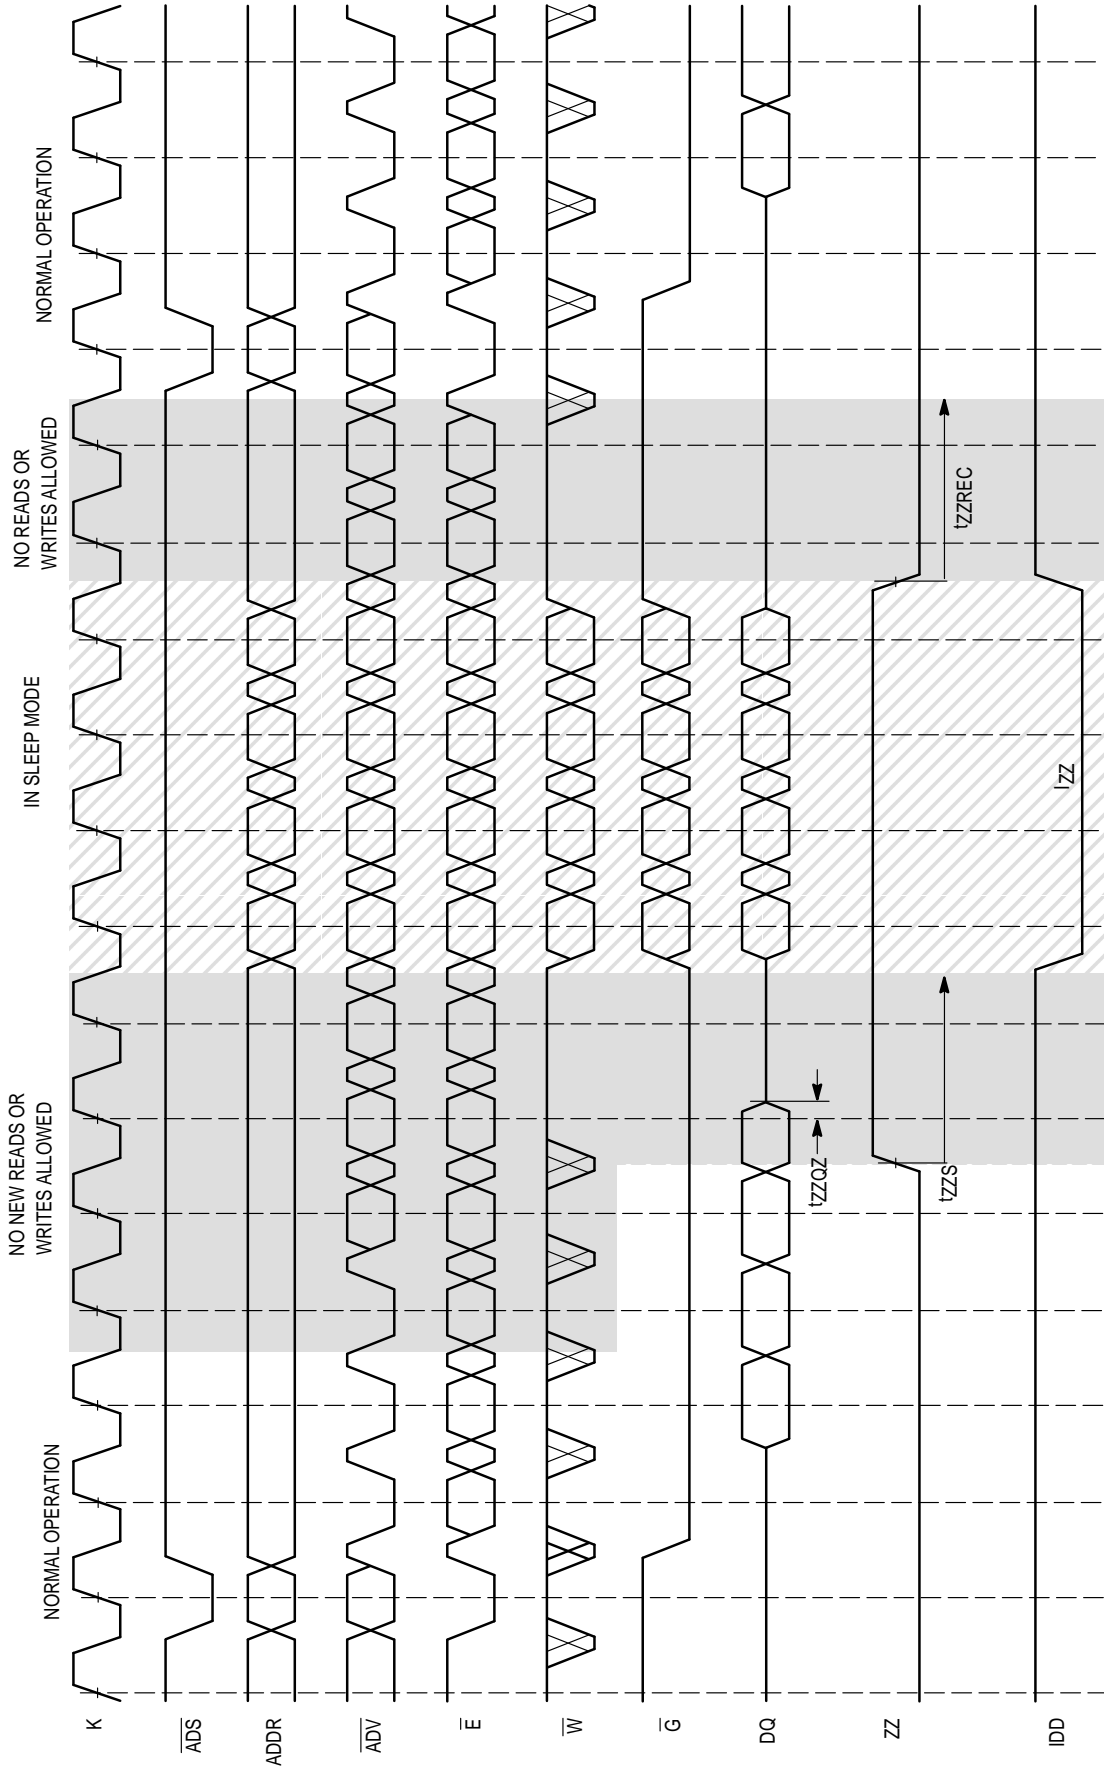 NORMAL OPERATION
NO NEW READS OR
WRITES ALLOWED
IN SLEEP MODE
NO READS OR
WRITES ALLOWED
NORMAL OPERATION
K
ADS
ADDR
ADV
E
W
G
DQ
tZZQZ
ZZ
tZZS
tZZREC
IDD
IZZ